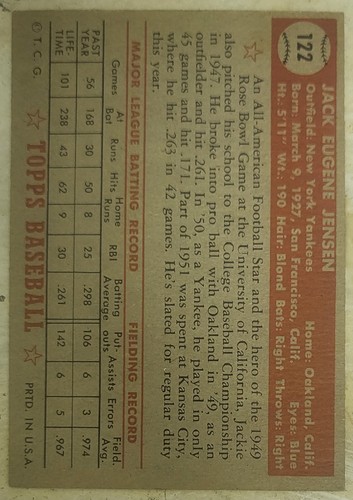 122
JACK EUGENE JENSEN
Outfield: New York Yankees Home: Oakland, Calif.
Born: March 9, 1927, San Francisco, Calif. Eyes: Blue
Ht.: 5'11" Wt.: 190 Hair: Blond Bats: Right Throws: Right
An All-American Football Star and the hero of the 1949
Rose Bowl Game at the University of California, Jackie
also pitched his school to the College Baseball Championship
in 1947. He broke into pro ball with Oakland in '49, as an
outfielder and hit .261. In '50, as a Yankee, he played in only
45 games and hit .171. Part of 1951 was spent at Kansas City,
where he hit .263 in 42 games. He's slated for regular duty
this year.
MAJOR LEAGUE BATTING RECORD FIELDING RECORD
Games At Bat Runs Hits Home Runs RBI Batting Average Put outs Assists Errors Field. Avg.
PAST YEAR 56 168 30 50 8 25 .298 106 6 3 .974
LIFE TIME 101 238 43 62 9 30 .261 142 6 5 .967
© T. C. G. TOPPS BASEBALL PRTD. IN U.S.A.